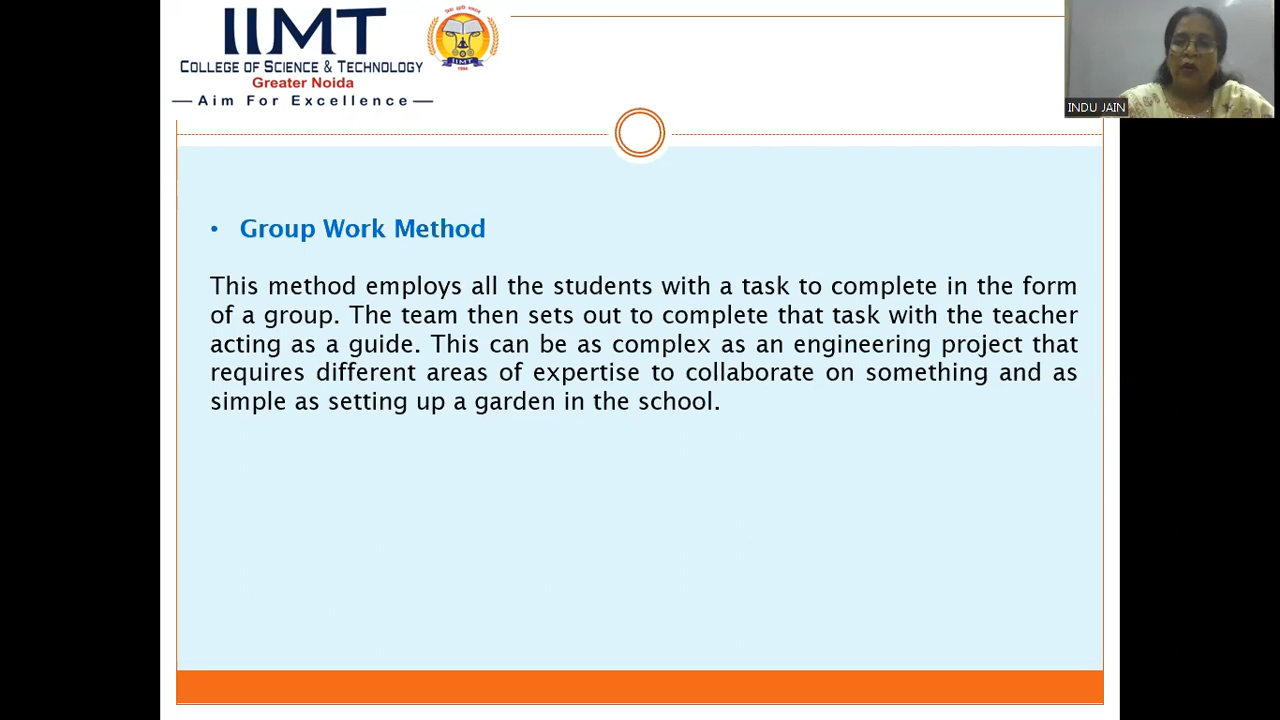 IIMT
COLLEGE OF SCIENCE & TECHNOLOGY
Greater Noida
Aim For Excellence
IIMT
INDU JAIN
• Group Work Method
This method employs all the students with a task to complete in the form
of a group. The team then sets out to complete that task with the teacher
acting as a guide. This can be as complex as an engineering project that
requires different areas of expertise to collaborate on something and as
simple as setting up a garden in the school.